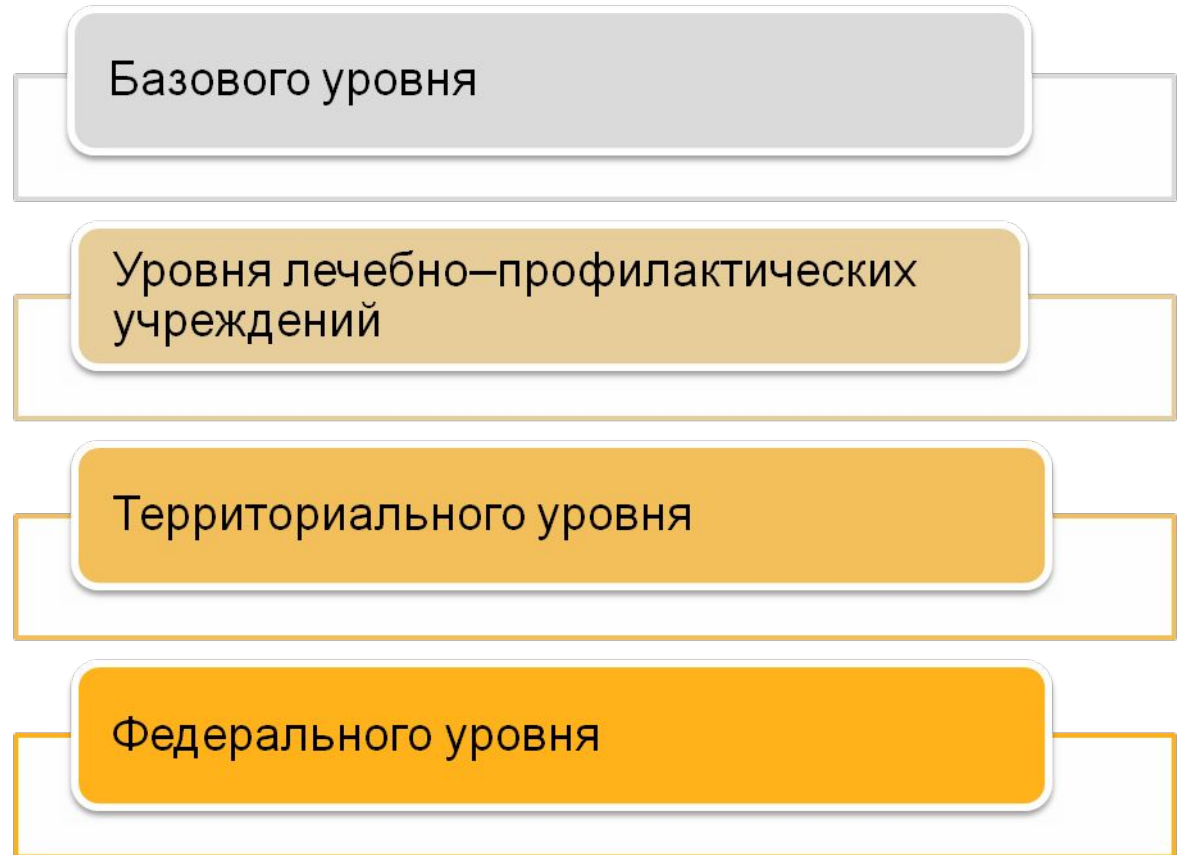 Базового уровня
Уровня лечебно–профилактических
учреждений
Территориального уровня
Федерального уровня